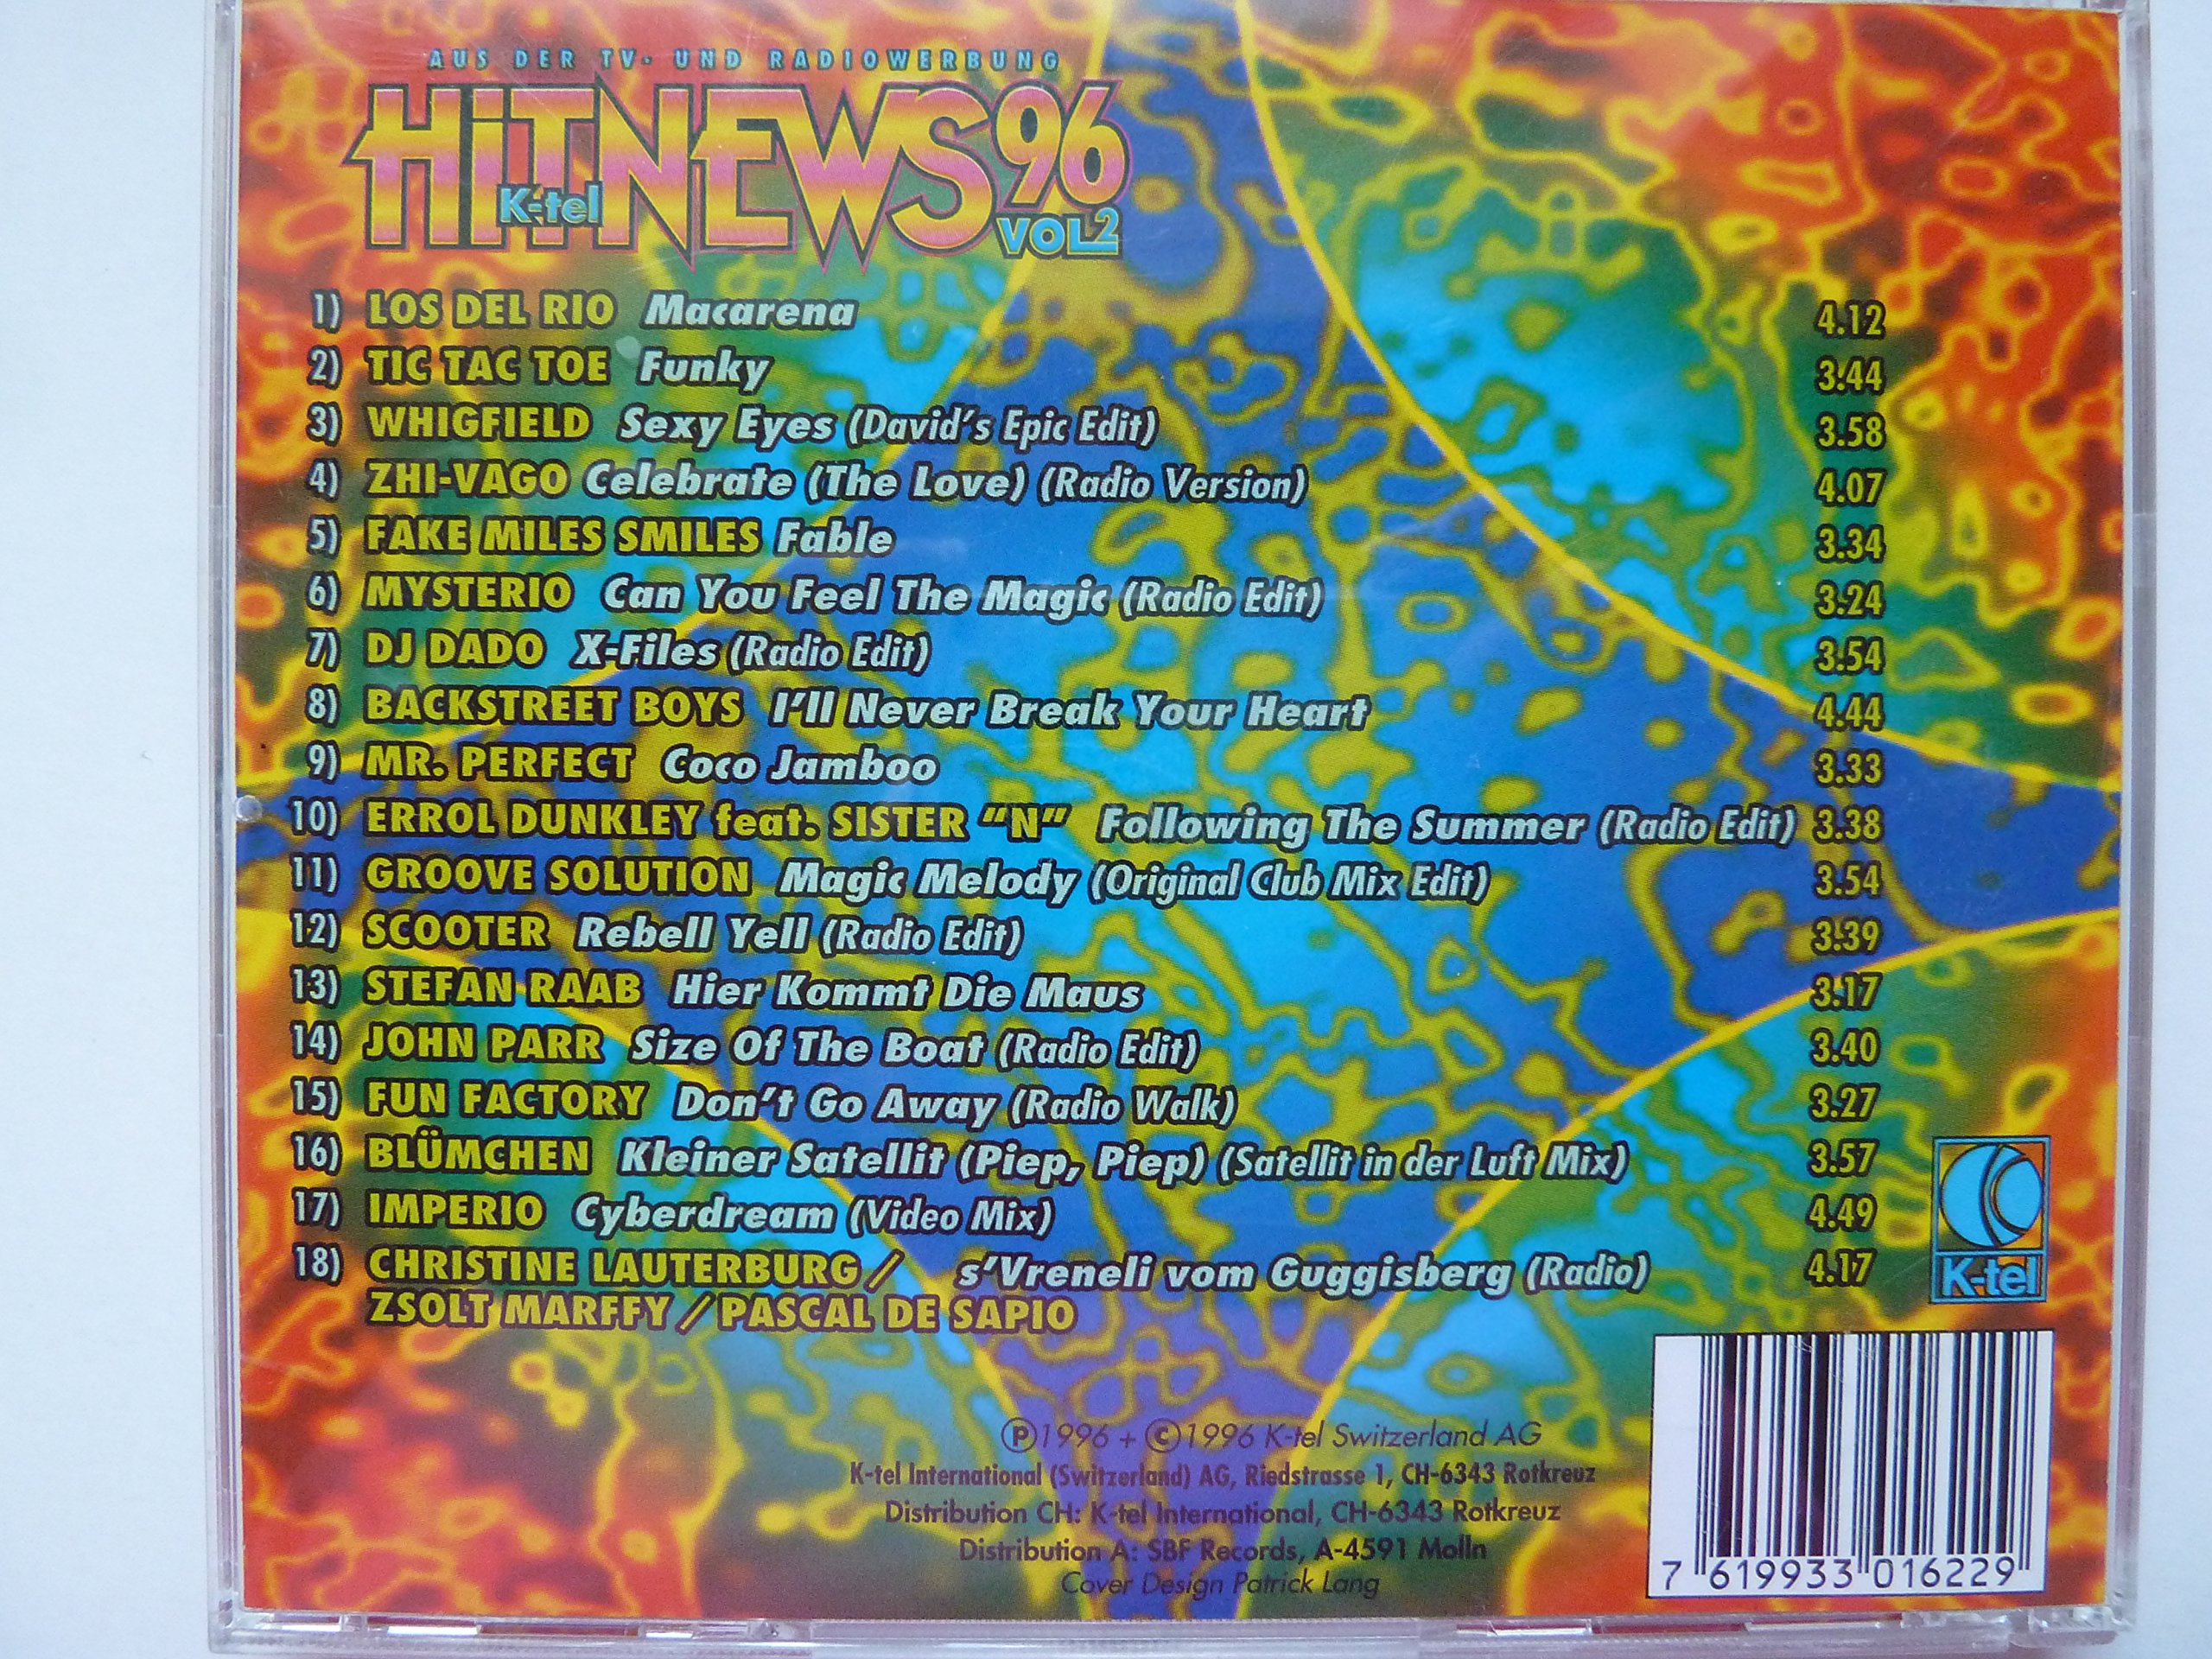 AUS DER TV- UND RADIOWERBUNG
HiTNEWS 96
K-tel
VOL2
1) LOS DEL RIO Macarena 4.12
2) TIC TAC TOE Funky 3.44
3) WHIGFIELD Sexy Eyes (David's Epic Edit) 3.58
4) ZHI-VAGO Celebrate (The Love) (Radio Version) 4.07
5) FAKE MILES SMILES Fable 3.34
6) MYSTERIO Can You Feel The Magic (Radio Edit) 3.24
7) DJ DADO X-Files (Radio Edit) 3.54
8) BACKSTREET BOYS I'll Never Break Your Heart 4.44
9) MR. PERFECT Coco Jamboo 3.33
10) ERROL DUNKLEY feat. SISTER "N" Following The Summer (Radio Edit) 3.38
11) GROOVE SOLUTION Magic Melody (Original Club Mix Edit) 3.54
12) SCOOTER Rebell Yell (Radio Edit) 3.39
13) STEFAN RAAB Hier Kommt Die Maus 3.17
14) JOHN PARR Size Of The Boat (Radio Edit) 3.40
15) FUN FACTORY Don't Go Away (Radio Walk) 3.27
16) BLÜMCHEN Kleiner Satellit (Piep, Piep) (Satellit in der Luft Mix) 3.57
17) IMPERIO Cyberdream (Video Mix) 4.49
18) CHRISTINE LAUTERBURG / s'Vreneli vom Guggisberg (Radio) 4.17
ZSOLT MARFFY / PASCAL DE SAPIO
K-tel
℗1996 + ©1996 K-tel Switzerland AG
K-tel International (Switzerland) AG, Riedstrasse 1, CH-6343 Rotkreuz
Distribution CH: K-tel International, CH-6343 Rotkreuz
Distribution A: SBF Records, A-4591 Molln
Cover Design Patrick Lang
7 619933 016229